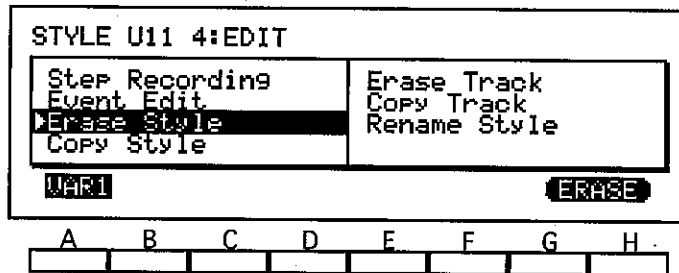 STYLE U11 4:EDIT
Step Recording
Event Edit
Erase Style
Copy Style
Erase Track
Copy Track
Rename Style
VAR1
ERASE
A B C D E F G H